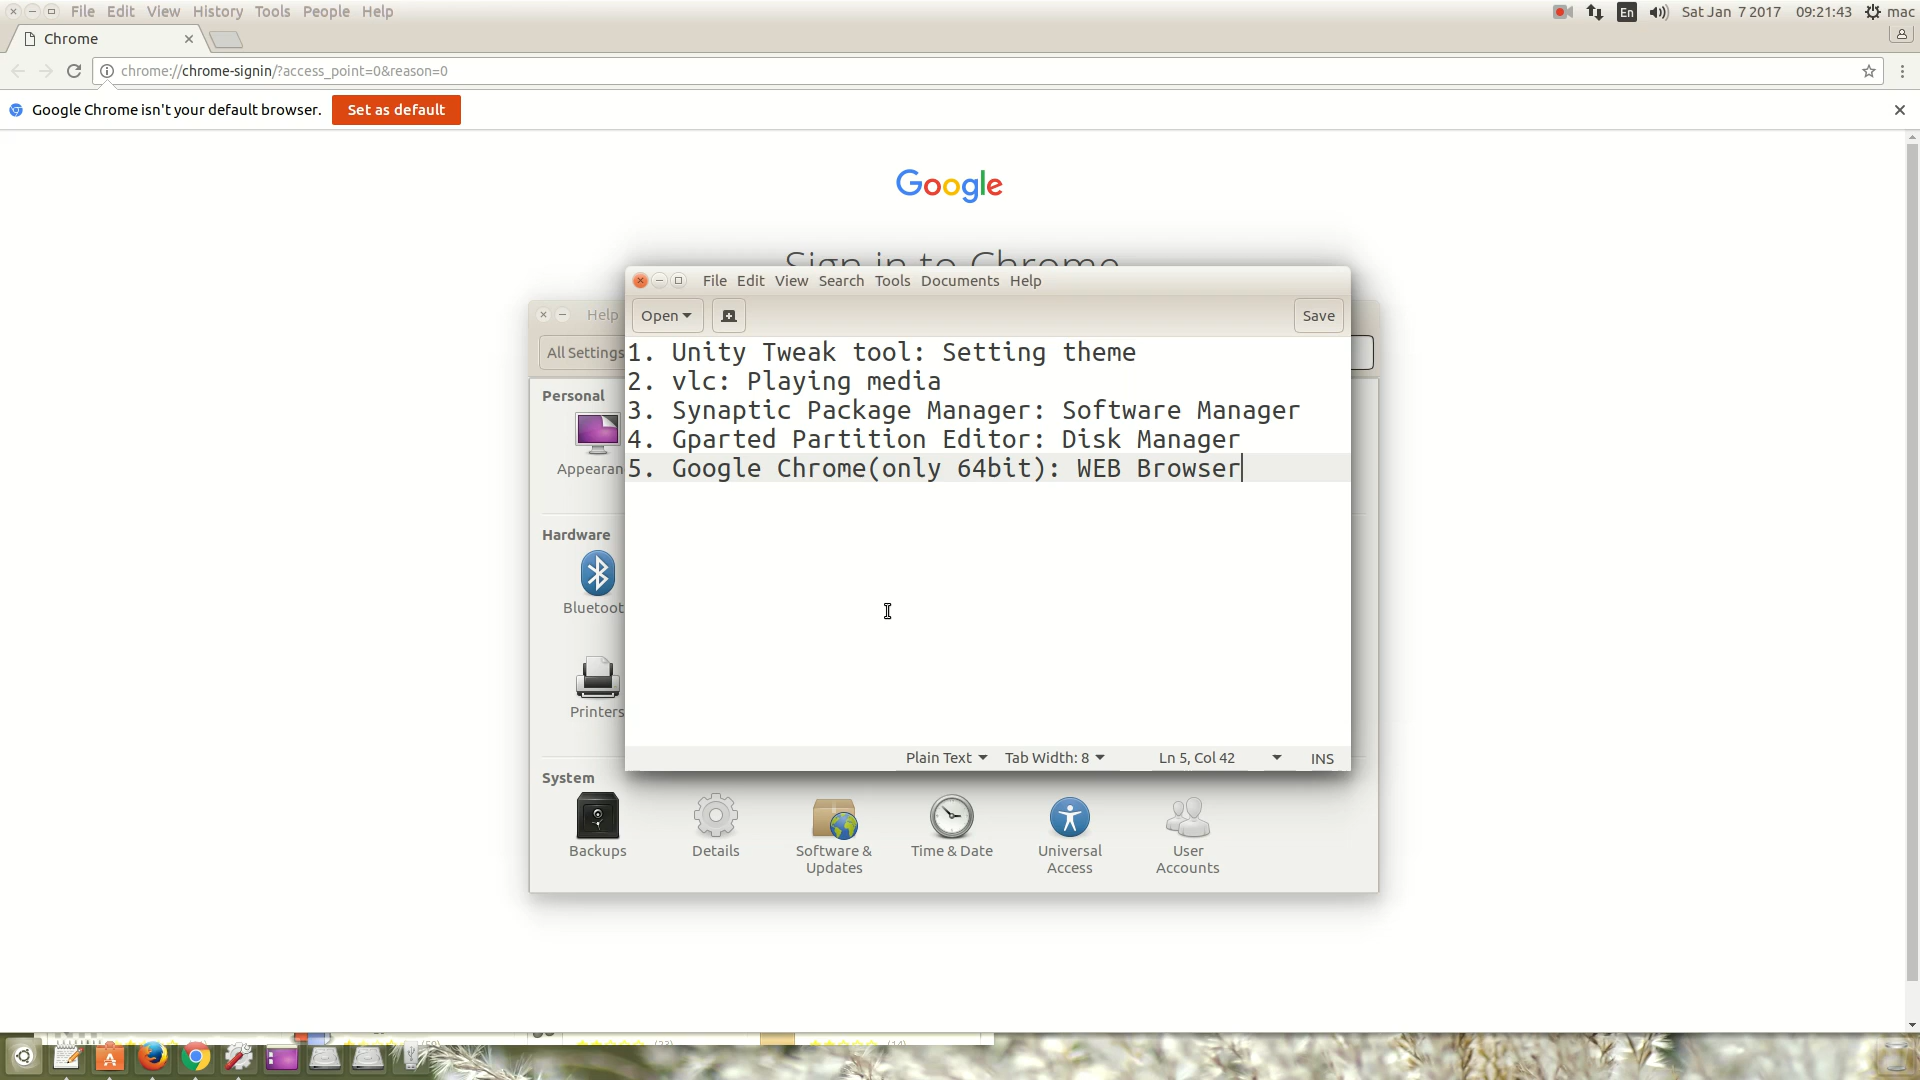 File Edit View History Tools People Help
En Sat Jan 7 2017 09:21:43 mac
Chrome
chrome://chrome-signin/?access_point=0&reason=0
Google Chrome isn't your default browser. Set as default
Google
Sign in to Chrome
File Edit View Search Tools Documents Help
Help
Open Save
All Settings
1. Unity Tweak tool: Setting theme
2. vlc: Playing media
3. Synaptic Package Manager: Software Manager
4. Gparted Partition Editor: Disk Manager
5. Google Chrome(only 64bit): WEB Browser
Personal
Appearan
Hardware
Bluetoot
Printers
Plain Text Tab Width: 8 Ln 5, Col 42 INS
System
Backups
Details
Software & Updates
Time & Date
Universal Access
User Accounts